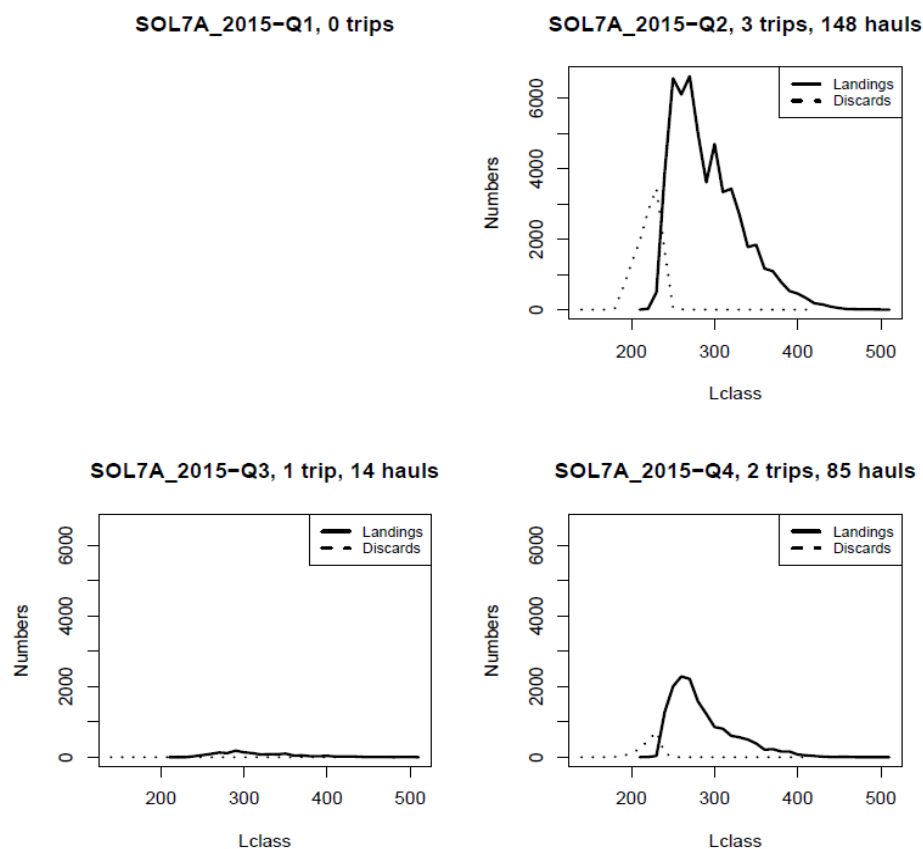 SOL7A_2015−Q1, 0 trips
SOL7A_2015−Q2, 3 trips, 148 hauls
Landings
Discards
Numbers
0
2000
4000
6000
200
300
400
500
Lclass
SOL7A_2015−Q3, 1 trip, 14 hauls
Landings
Discards
Numbers
0
2000
4000
6000
200
300
400
500
Lclass
SOL7A_2015−Q4, 2 trips, 85 hauls
Landings
Discards
Numbers
0
2000
4000
6000
200
300
400
500
Lclass